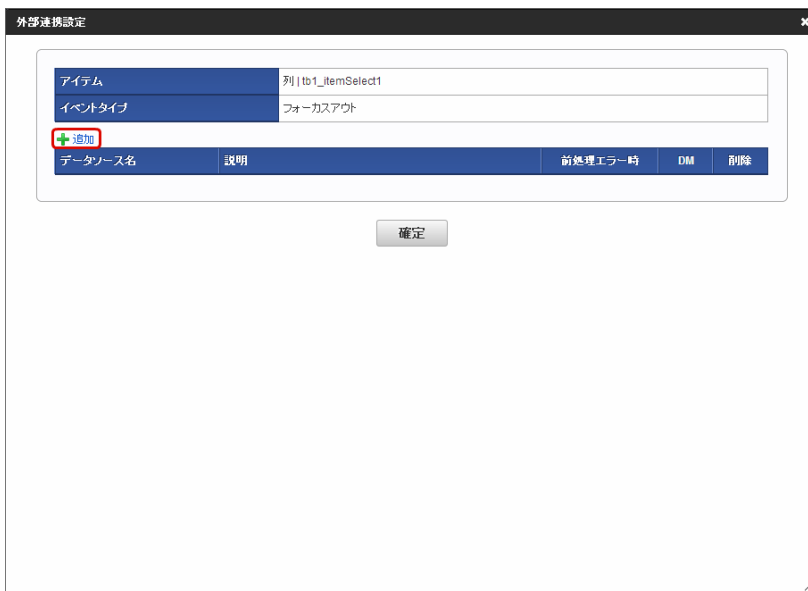 外部連携設定
アイテム 列 | tb1_itemSelect1
イベントタイプ フォーカスアウト
追加
データソース名 説明 前処理エラー時 DM 削除
確定